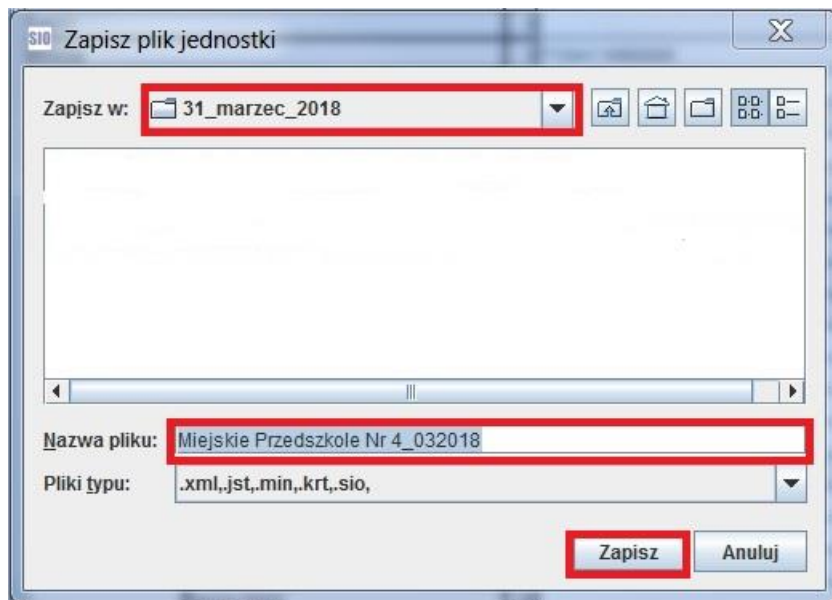 SIO Zapisz plik jednostki
Zapisz w: 31_marzec_2018
Nazwa pliku: Miejskie Przedszkole Nr 4_032018
Pliki typu: .xml,.jst,.min,.krt,.sio,
Zapisz Anuluj